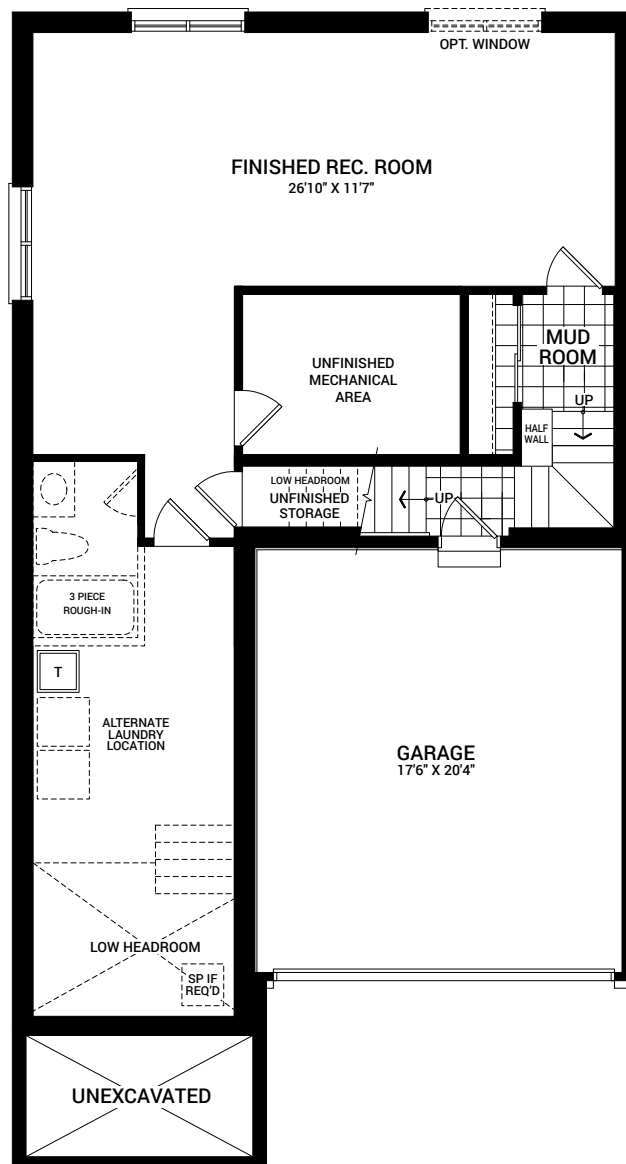 OPT. WINDOW
FINISHED REC. ROOM
26'10" X 11'7"
MUD
ROOM
UNFINISHED
MECHANICAL
AREA
UP
HALF
WALL
LOW HEADROOM
UNFINISHED
STORAGE
UP
3 PIECE
ROUGH-IN
T
ALTERNATE
LAUNDRY
LOCATION
GARAGE
17'6" X 20'4"
LOW HEADROOM
SP IF
REQ'D
UNEXCAVATED